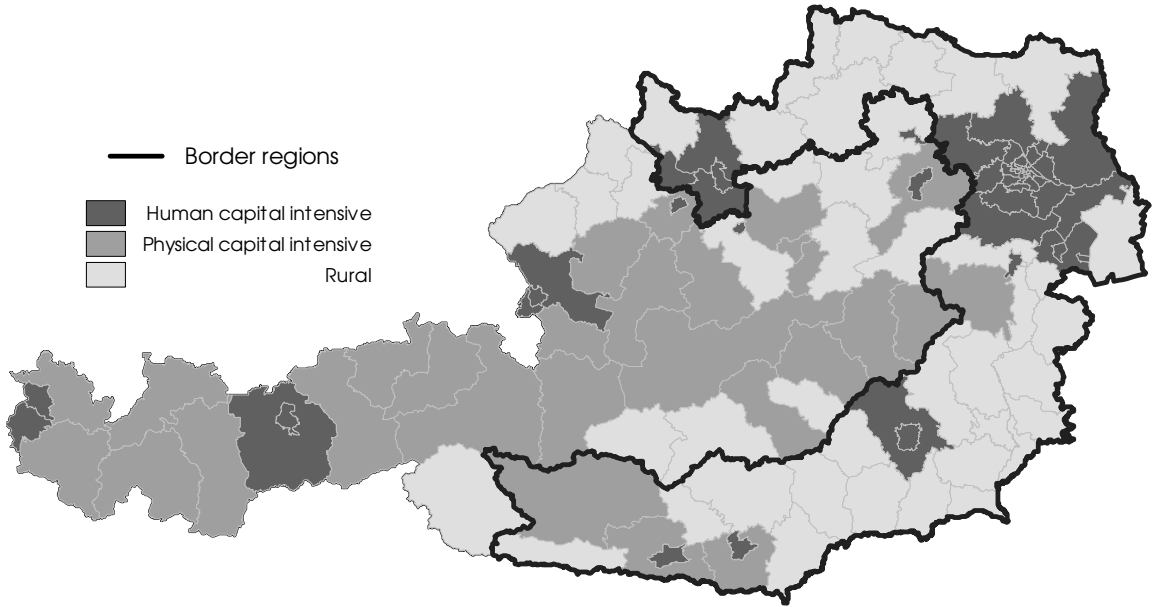 Border regions
Human capital intensive
Physical capital intensive
Rural